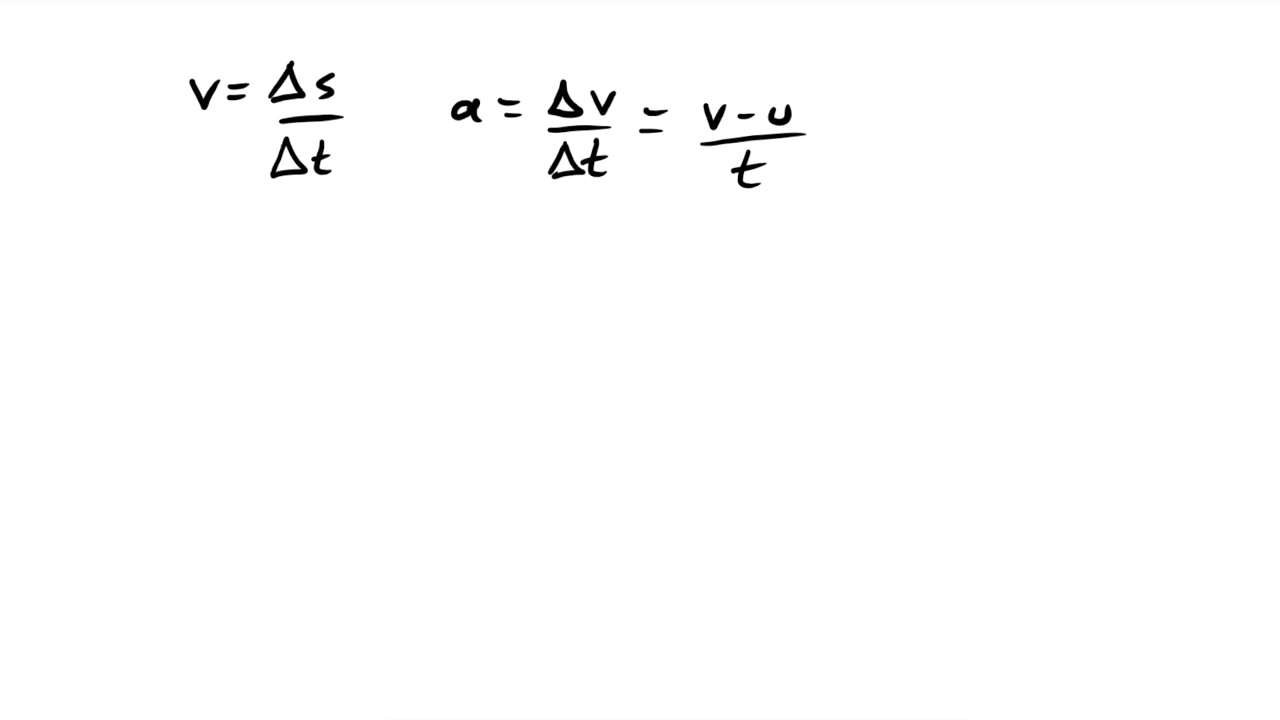 v = Δs/Δt    a = Δv/Δt = v - u/t